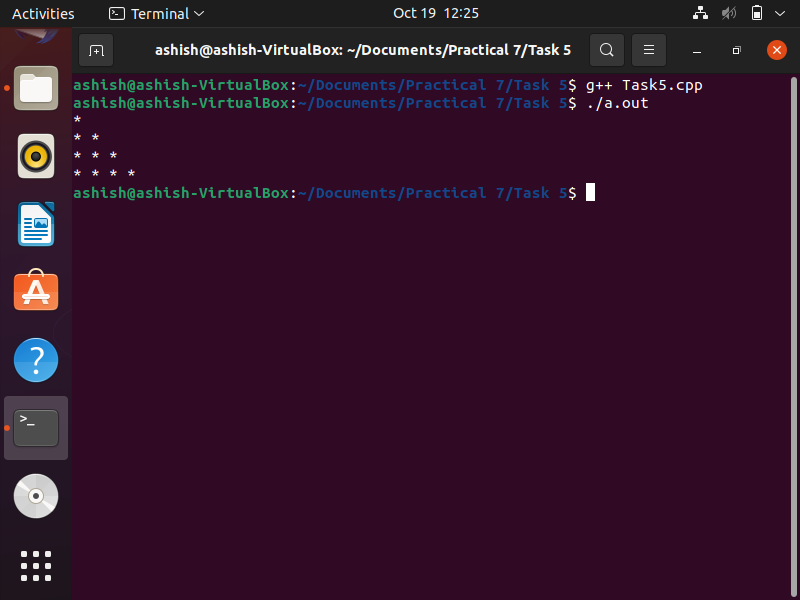 Activities Terminal Oct 19 12:25
ashish@ashish-VirtualBox: ~/Documents/Practical 7/Task 5
ashish@ashish-VirtualBox:~/Documents/Practical 7/Task 5$ g++ Task5.cpp
ashish@ashish-VirtualBox:~/Documents/Practical 7/Task 5$ ./a.out
*
* *
* * *
* * * *
ashish@ashish-VirtualBox:~/Documents/Practical 7/Task 5$